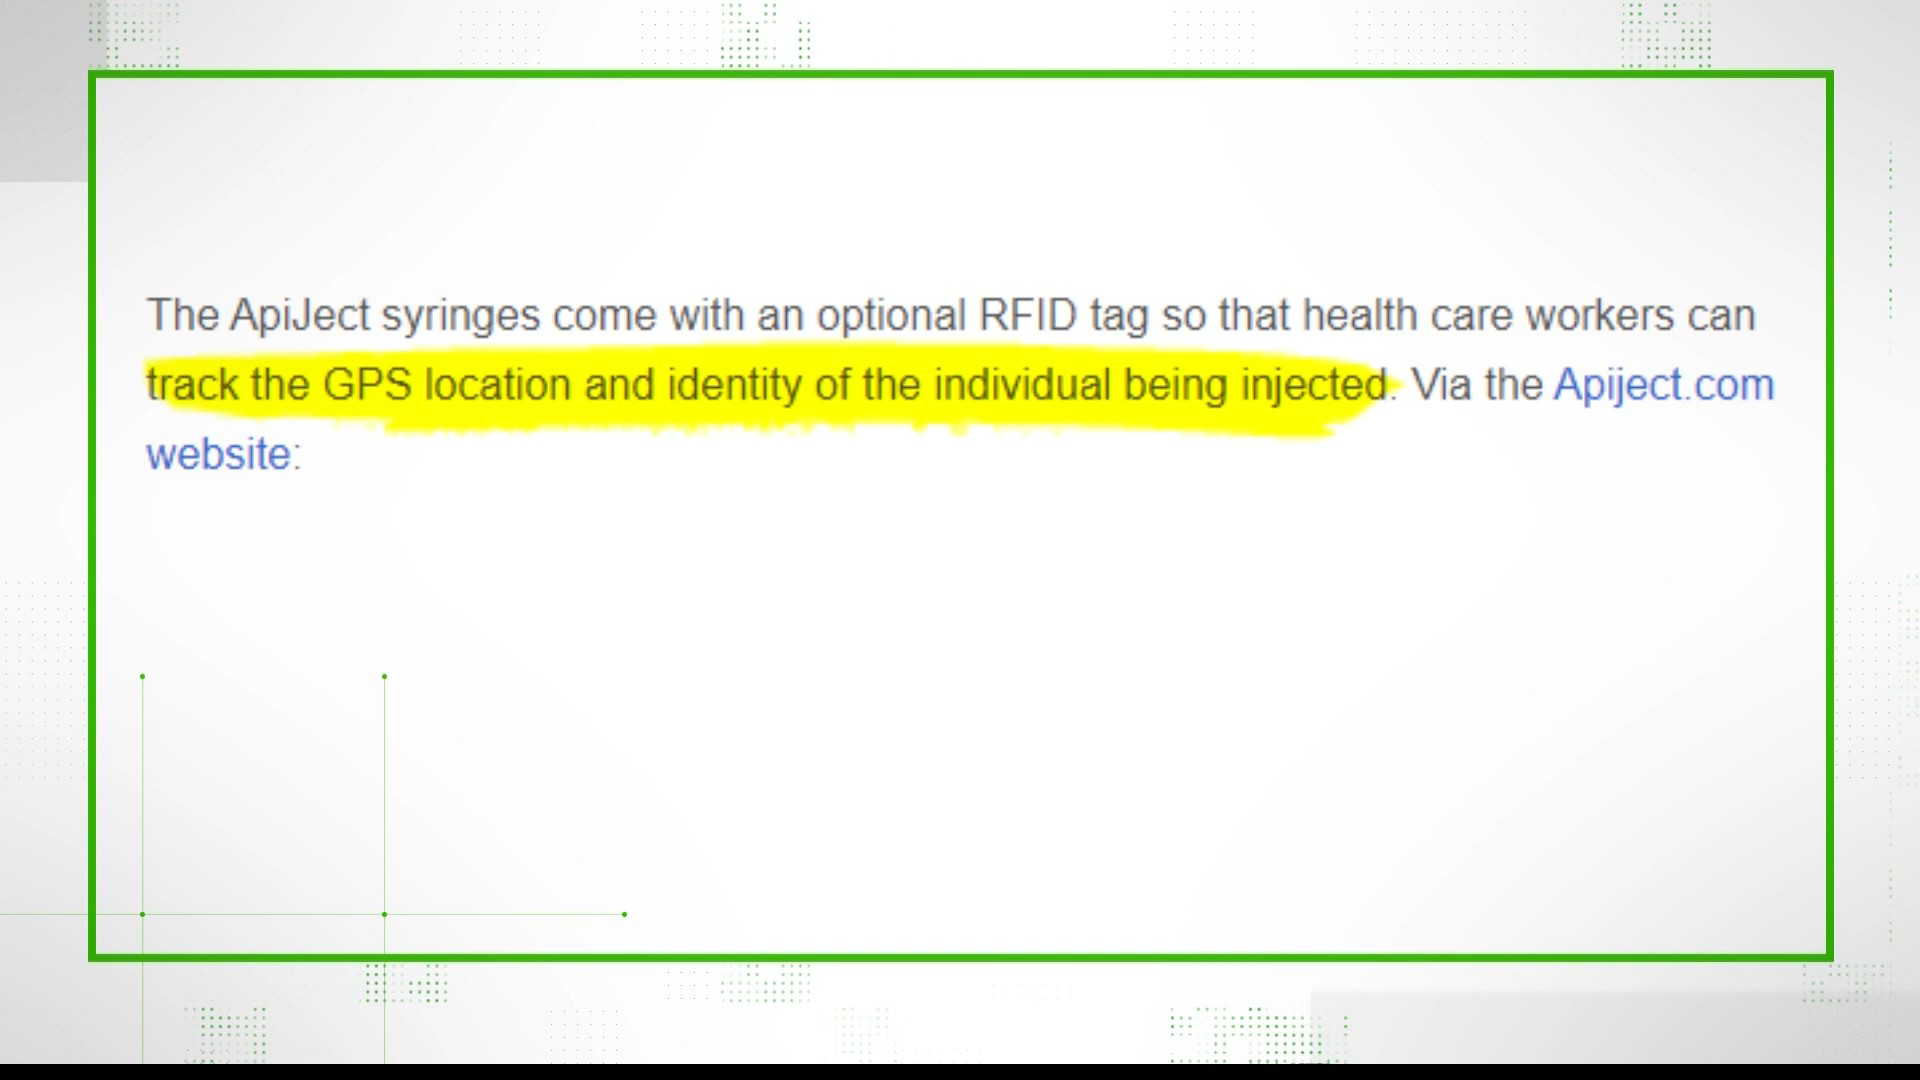 The ApiJect syringes come with an optional RFID tag so that health care workers can
track the GPS location and identity of the individual being injected. Via the Apiject.com
website: